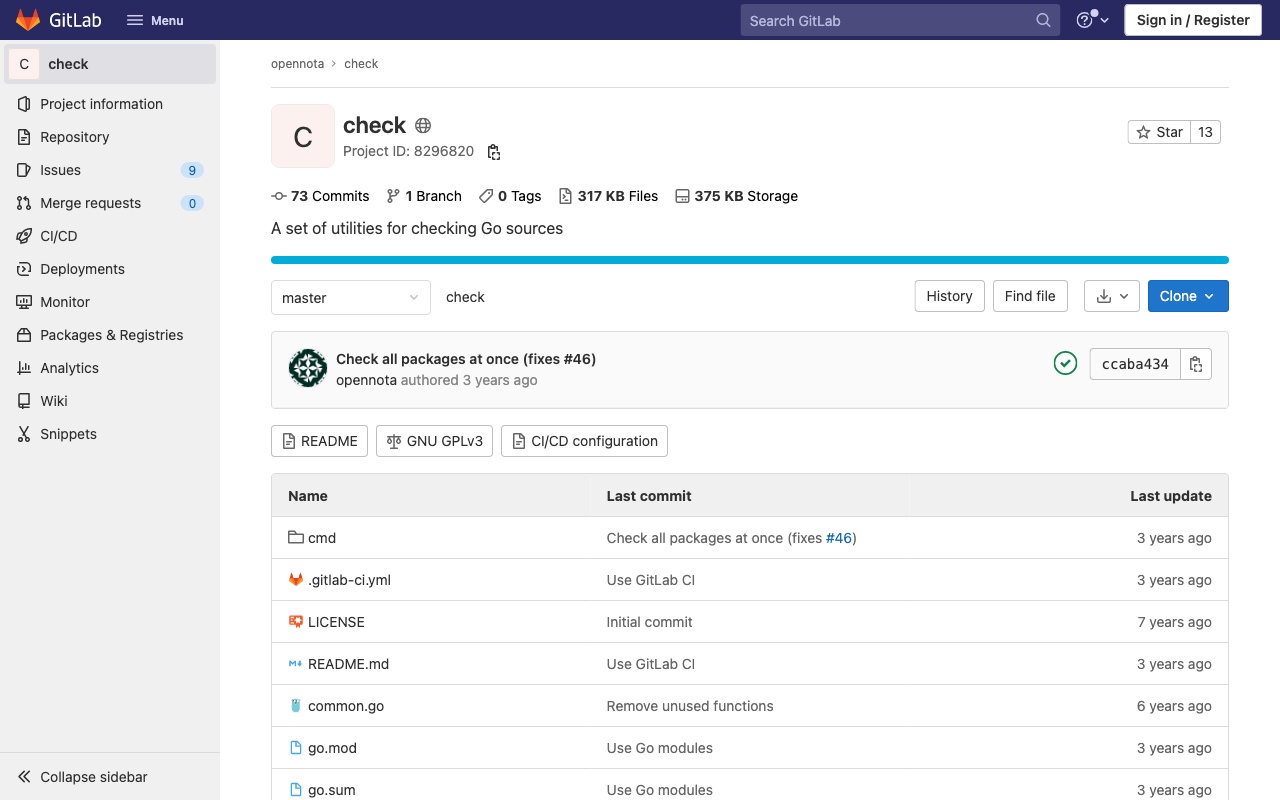 GitLab Menu Search GitLab Sign in / Register
C check
Project information
Repository
Issues 9
Merge requests 0
CI/CD
Deployments
Monitor
Packages & Registries
Analytics
Wiki
Snippets
Collapse sidebar
opennota check
C
check
Project ID: 8296820
Star 13
73 Commits 1 Branch 0 Tags 317 KB Files 375 KB Storage
A set of utilities for checking Go sources
master check History Find file Clone
Check all packages at once (fixes #46)
opennota authored 3 years ago
ccaba434
README GNU GPLv3 CI/CD configuration
Name Last commit Last update
cmd Check all packages at once (fixes #46) 3 years ago
.gitlab-ci.yml Use GitLab CI 3 years ago
LICENSE Initial commit 7 years ago
README.md Use GitLab CI 3 years ago
common.go Remove unused functions 6 years ago
go.mod Use Go modules 3 years ago
go.sum Use Go modules 3 years ago